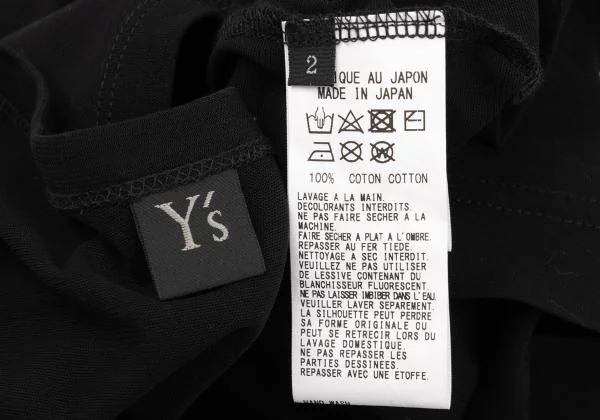 2
IQUE AU JAPON
MADE IN JAPAN
100% COTON COTTON
Y's
LAVAGE A LA MAIN.
DECOLORANTS INTERDITS.
NE PAS FAIRE SECHER A LA
MACHINE.
FAIRE SECHER A PLAT A L'OMBRE.
REPASSER AU FER TIEDE.
NETTOYAGE A SEC INTERDIT.
VEUILLEZ NE PAS UTILISER
DE LESSIVE CONTENANT DU
BLANCHISSEUR FLUORESCENT.
NE PAS LAISSER IMBIBER DANS L'EAU.
VEUILLER LAVER SEPAREMENT.
LA SILHOUETTE PEUT PERDRE
SA FORME ORIGINALE OU
PEUT SE RETRECIR LORS DU
LAVAGE DOMESTIQUE.
NE PAS REPASSER LES
PARTIES DESSINEES.
REPASSER AVEC UNE ETOFFE.
HAND WASH